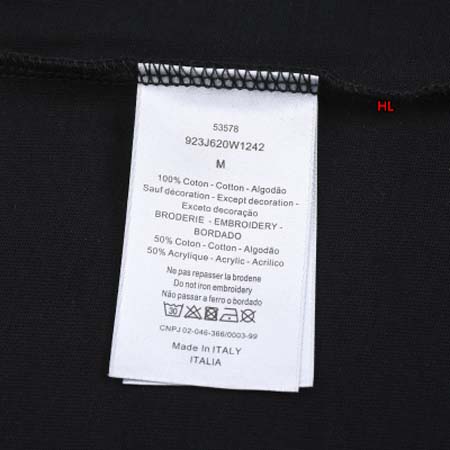 HL
53578
923J620W1242
M
100% Coton - Cotton - Algodão
Sauf décoration - Except decoration -
Exceto decoração
BRODERIE - EMBROIDERY -
BORDADO
50% Coton - Cotton - Algodão
50% Acrylique - Acrylic - Acrilico
Ne pas repasser la brodene
Do not iron embroidery
Não passar a ferro o bordado
30
CNPJ 02-046-366/0003-99
Made In ITALY
ITALIA